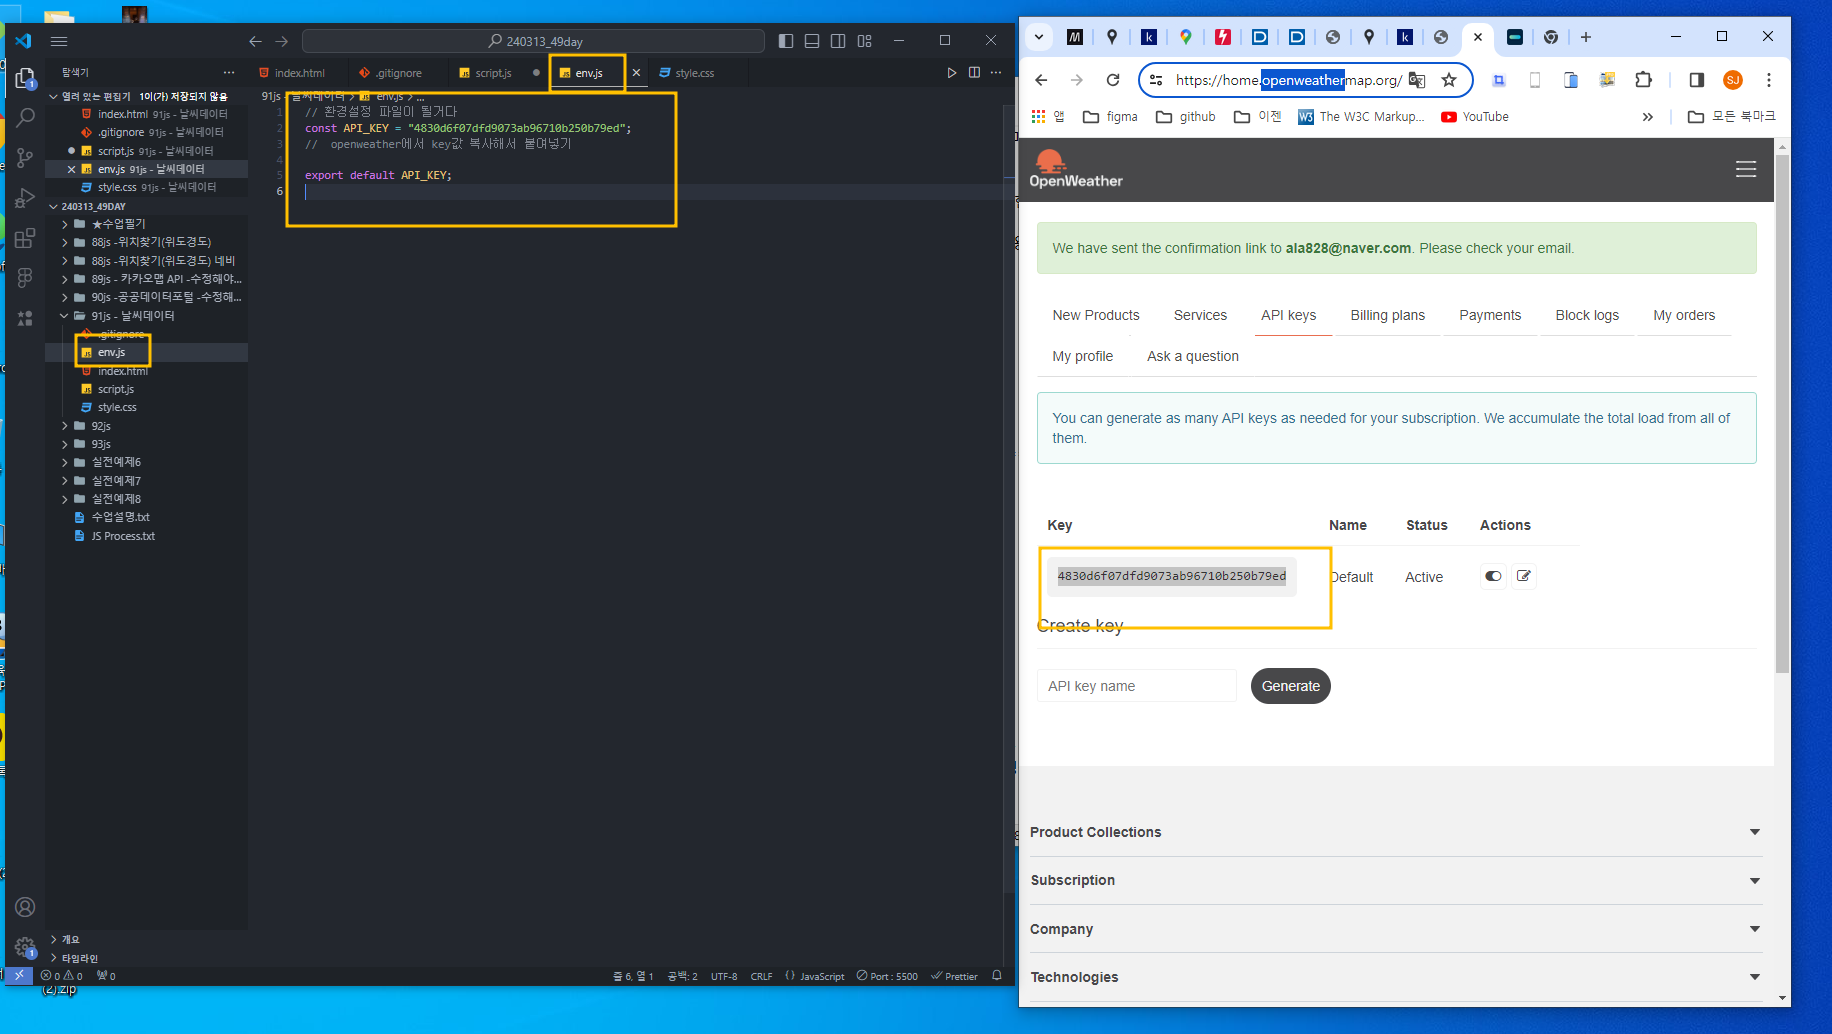 240313_49day
탐색기
index.html
.gitignore
script.js
env.js
style.css
열려 있는 편집기 1이(가) 저장되지 않음
index.html 91js - 날씨데이터
.gitignore 91js - 날씨데이터
script.js 91js - 날씨데이터
env.js 91js - 날씨데이터
style.css 91js - 날씨데이터
240313_49DAY
★수업필기
88js -위치찾기(위도경도)
88js -위치찾기(위도경도) 네비
89js - 카카오맵 API -수정해야...
90js -공공데이터포털 -수정해...
91js - 날씨데이터
.gitignore
env.js
index.html
script.js
style.css
92js
93js
실전예제6
실전예제7
실전예제8
수업설명.txt
JS Process.txt
개요
타임라인
91js - 날씨데이터 > env.js > ...
1 // 환경설정 파일이 될거다
2 const API_KEY = "4830d6f07dfd9073ab96710b250b79ed";
3 // openweather에서 key값 복사해서 붙여넣기
4
5 export default API_KEY;
6
0 0 0
줄 6, 열 1 공백: 2 UTF-8 CRLF {} JavaScript Port : 5500 Prettier
(2).zip
https://home.openweathermap.org/
SJ
앱 figma github 이젠 The W3C Markup... YouTube » 모든 북마크
OpenWeather
We have sent the confirmation link to ala828@naver.com. Please check your email.
New Products Services API keys Billing plans Payments Block logs My orders
My profile Ask a question
You can generate as many API keys as needed for your subscription. We accumulate the total load from all of
them.
Key Name Status Actions
4830d6f07dfd9073ab96710b250b79ed Default Active
Create key
API key name Generate
Product Collections
Subscription
Company
Technologies